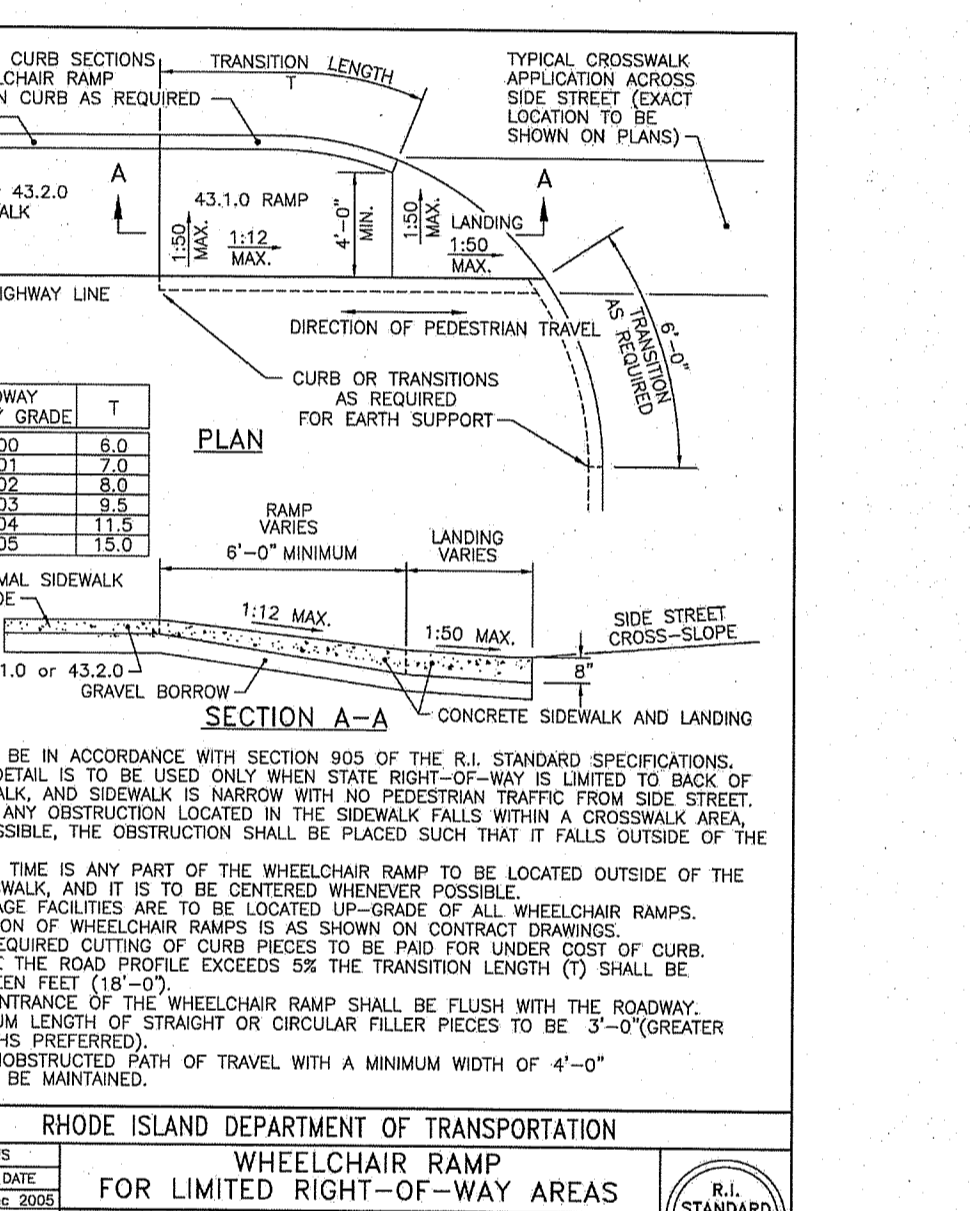 CURB SECTIONS
LCHAIR RAMP
N CURB AS REQUIRED
TRANSITION LENGTH
T
TYPICAL CROSSWALK
APPLICATION ACROSS
SIDE STREET (EXACT
LOCATION TO BE
SHOWN ON PLANS)
A
A
43.2.0
ALK
43.1.0 RAMP
1:50
MAX.
1:12
MAX.
4'-0"
MIN.
1:50
MAX.
LANDING
1:50
MAX.
IGHWAY LINE
DIRECTION OF PEDESTRIAN TRAVEL
6'-0"
TRANSITION
AS REQUIRED
CURB OR TRANSITIONS
AS REQUIRED
FOR EARTH SUPPORT
PLAN
DWAY
GRADE T
00 6.0
01 7.0
02 8.0
03 9.5
04 11.5
05 15.0
RAMP
VARIES
6'-0" MINIMUM
LANDING
VARIES
MAL SIDEWALK
DE
1:12 MAX.
1:50 MAX.
SIDE STREET
CROSS-SLOPE
8"
1.0 or 43.2.0
GRAVEL BORROW
CONCRETE SIDEWALK AND LANDING
SECTION A-A
BE IN ACCORDANCE WITH SECTION 905 OF THE R.I. STANDARD SPECIFICATIONS.
DETAIL IS TO BE USED ONLY WHEN STATE RIGHT-OF-WAY IS LIMITED TO BACK OF
ALK, AND SIDEWALK IS NARROW WITH NO PEDESTRIAN TRAFFIC FROM SIDE STREET.
ANY OBSTRUCTION LOCATED IN THE SIDEWALK FALLS WITHIN A CROSSWALK AREA,
SSIBLE, THE OBSTRUCTION SHALL BE PLACED SUCH THAT IT FALLS OUTSIDE OF THE
TIME IS ANY PART OF THE WHEELCHAIR RAMP TO BE LOCATED OUTSIDE OF THE
SWALK, AND IT IS TO BE CENTERED WHENEVER POSSIBLE.
AGE FACILITIES ARE TO BE LOCATED UP-GRADE OF ALL WHEELCHAIR RAMPS.
ON OF WHEELCHAIR RAMPS IS AS SHOWN ON CONTRACT DRAWINGS.
EQUIRED CUTTING OF CURB PIECES TO BE PAID FOR UNDER COST OF CURB.
E THE ROAD PROFILE EXCEEDS 5% THE TRANSITION LENGTH (T) SHALL BE
EEN FEET (18'-0").
NTRANCE OF THE WHEELCHAIR RAMP SHALL BE FLUSH WITH THE ROADWAY.
UM LENGTH OF STRAIGHT OR CIRCULAR FILLER PIECES TO BE 3'-0"(GREATER
HS PREFERRED).
NOBSTRUCTED PATH OF TRAVEL WITH A MINIMUM WIDTH OF 4'-0"
BE MAINTAINED.
RHODE ISLAND DEPARTMENT OF TRANSPORTATION
S
DATE
c 2005
WHEELCHAIR RAMP
FOR LIMITED RIGHT-OF-WAY AREAS
R.I.
STANDARD